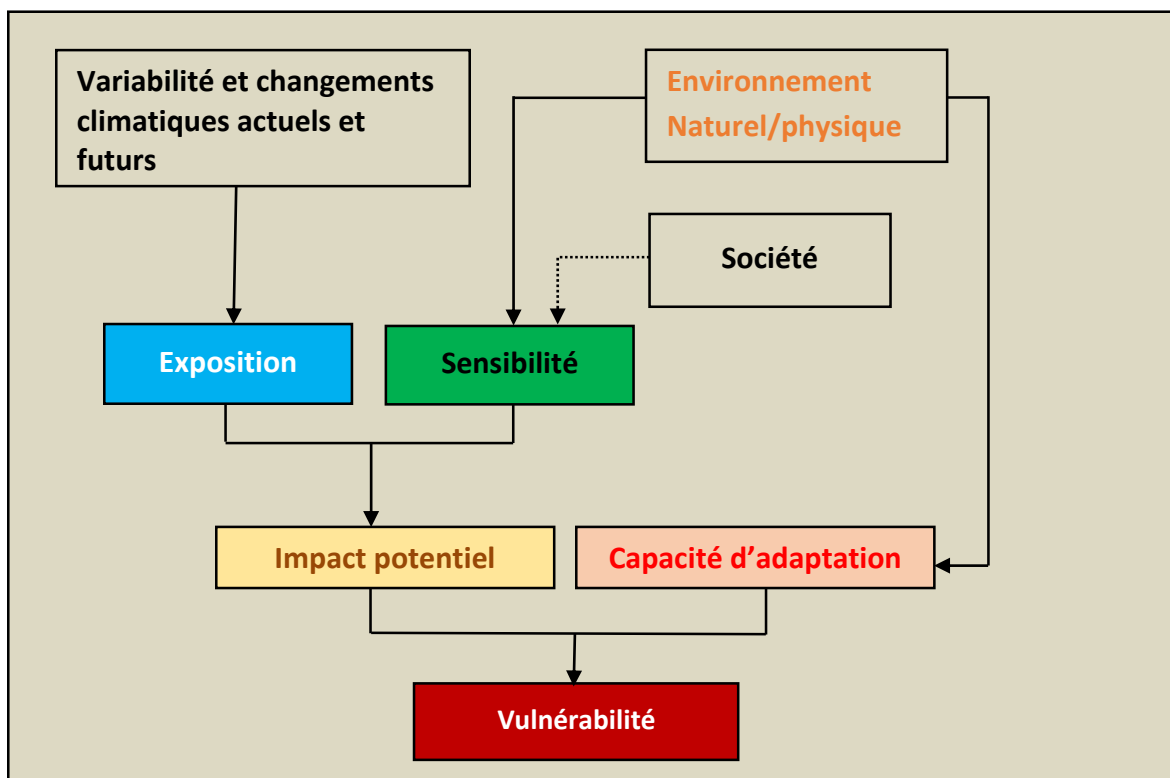 Variabilité et changements
climatiques actuels et
futurs
Environnement
Naturel/physique
Société
Exposition
Sensibilité
Impact potentiel
Capacité d’adaptation
Vulnérabilité